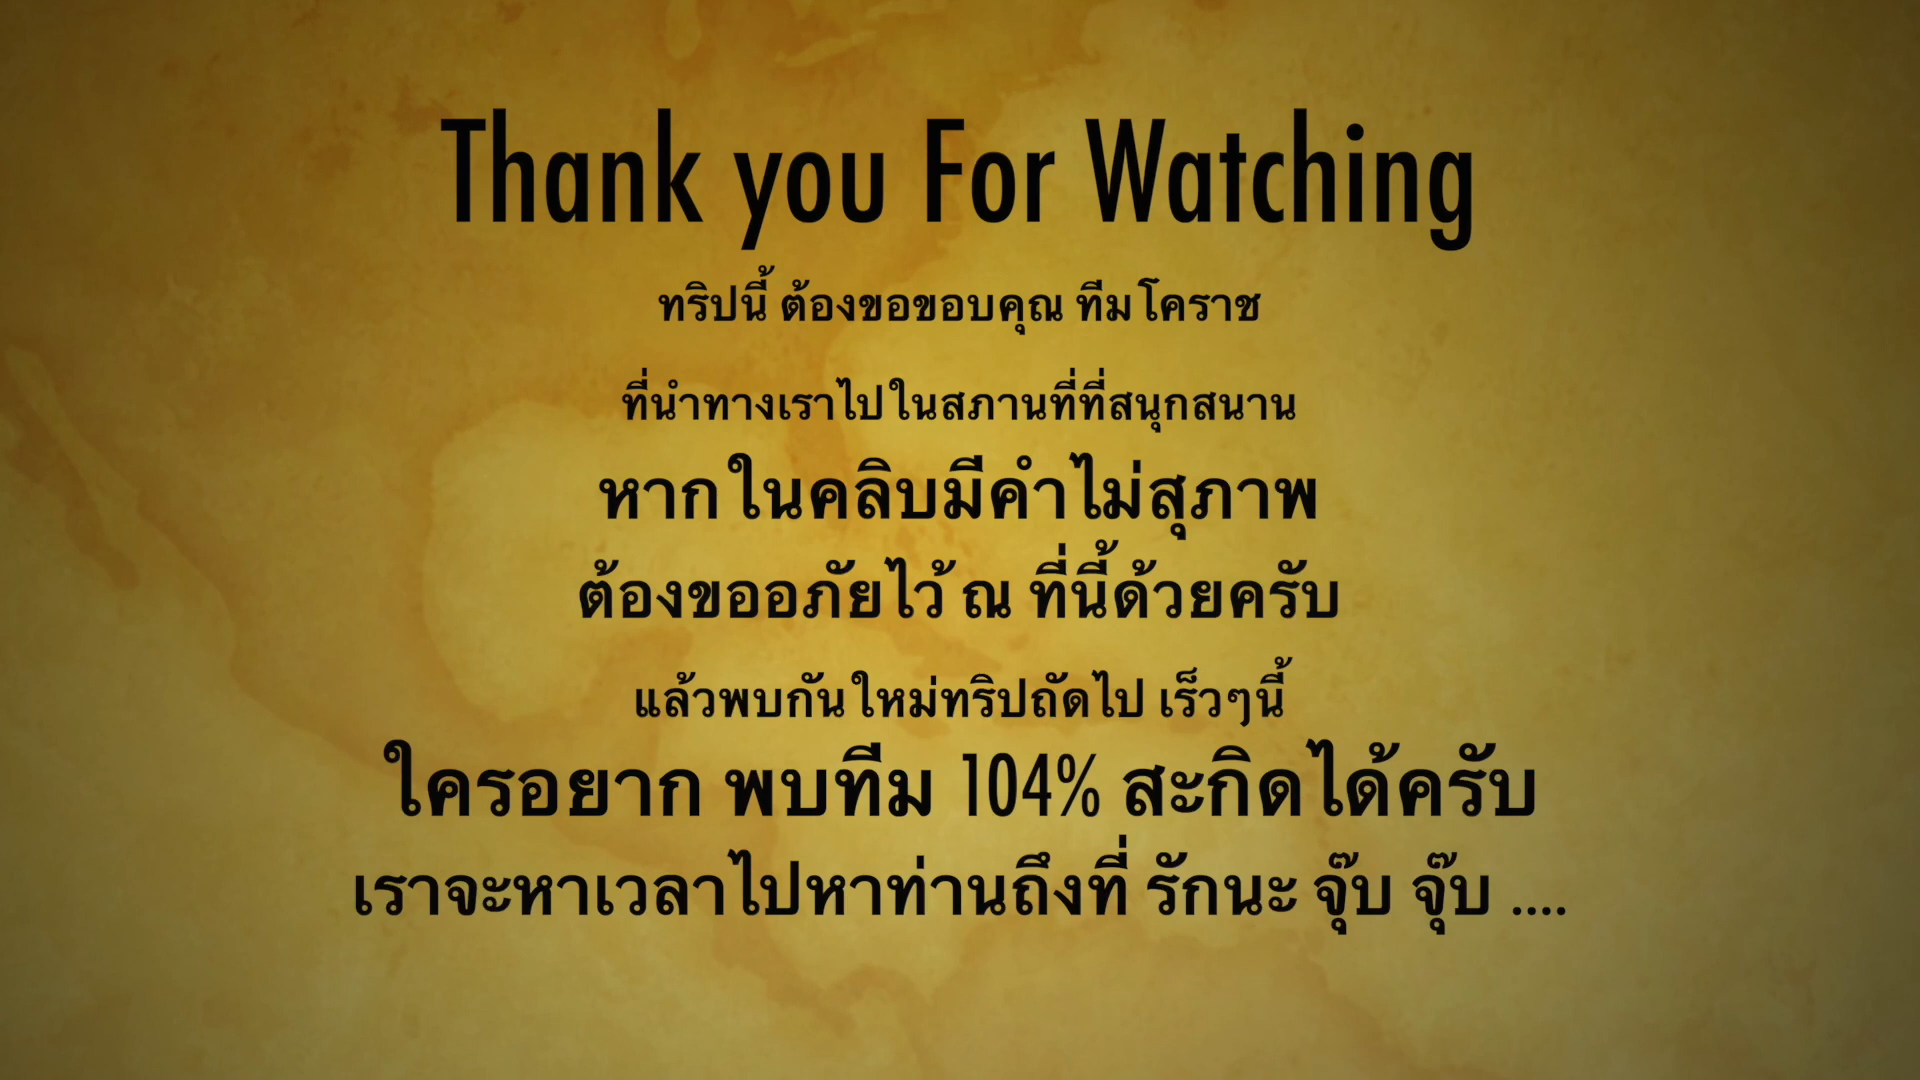 Thank you For Watching
ทริปนี้ ต้องขอขอบคุณ ทีมโคราช
ที่นำทางเราไปในสภานที่ที่สนุกสนาน
หากในคลิบมีคำไม่สุภาพ
ต้องขออภัยไว้ ณ ที่นี้ด้วยครับ
แล้วพบกันใหม่ทริปถัดไป เร็วๆนี้
ใครอยาก พบทีม 104% สะกิดได้ครับ
เราจะหาเวลาไปหาท่านถึงที่ รักนะ จุ๊บ จุ๊บ ....